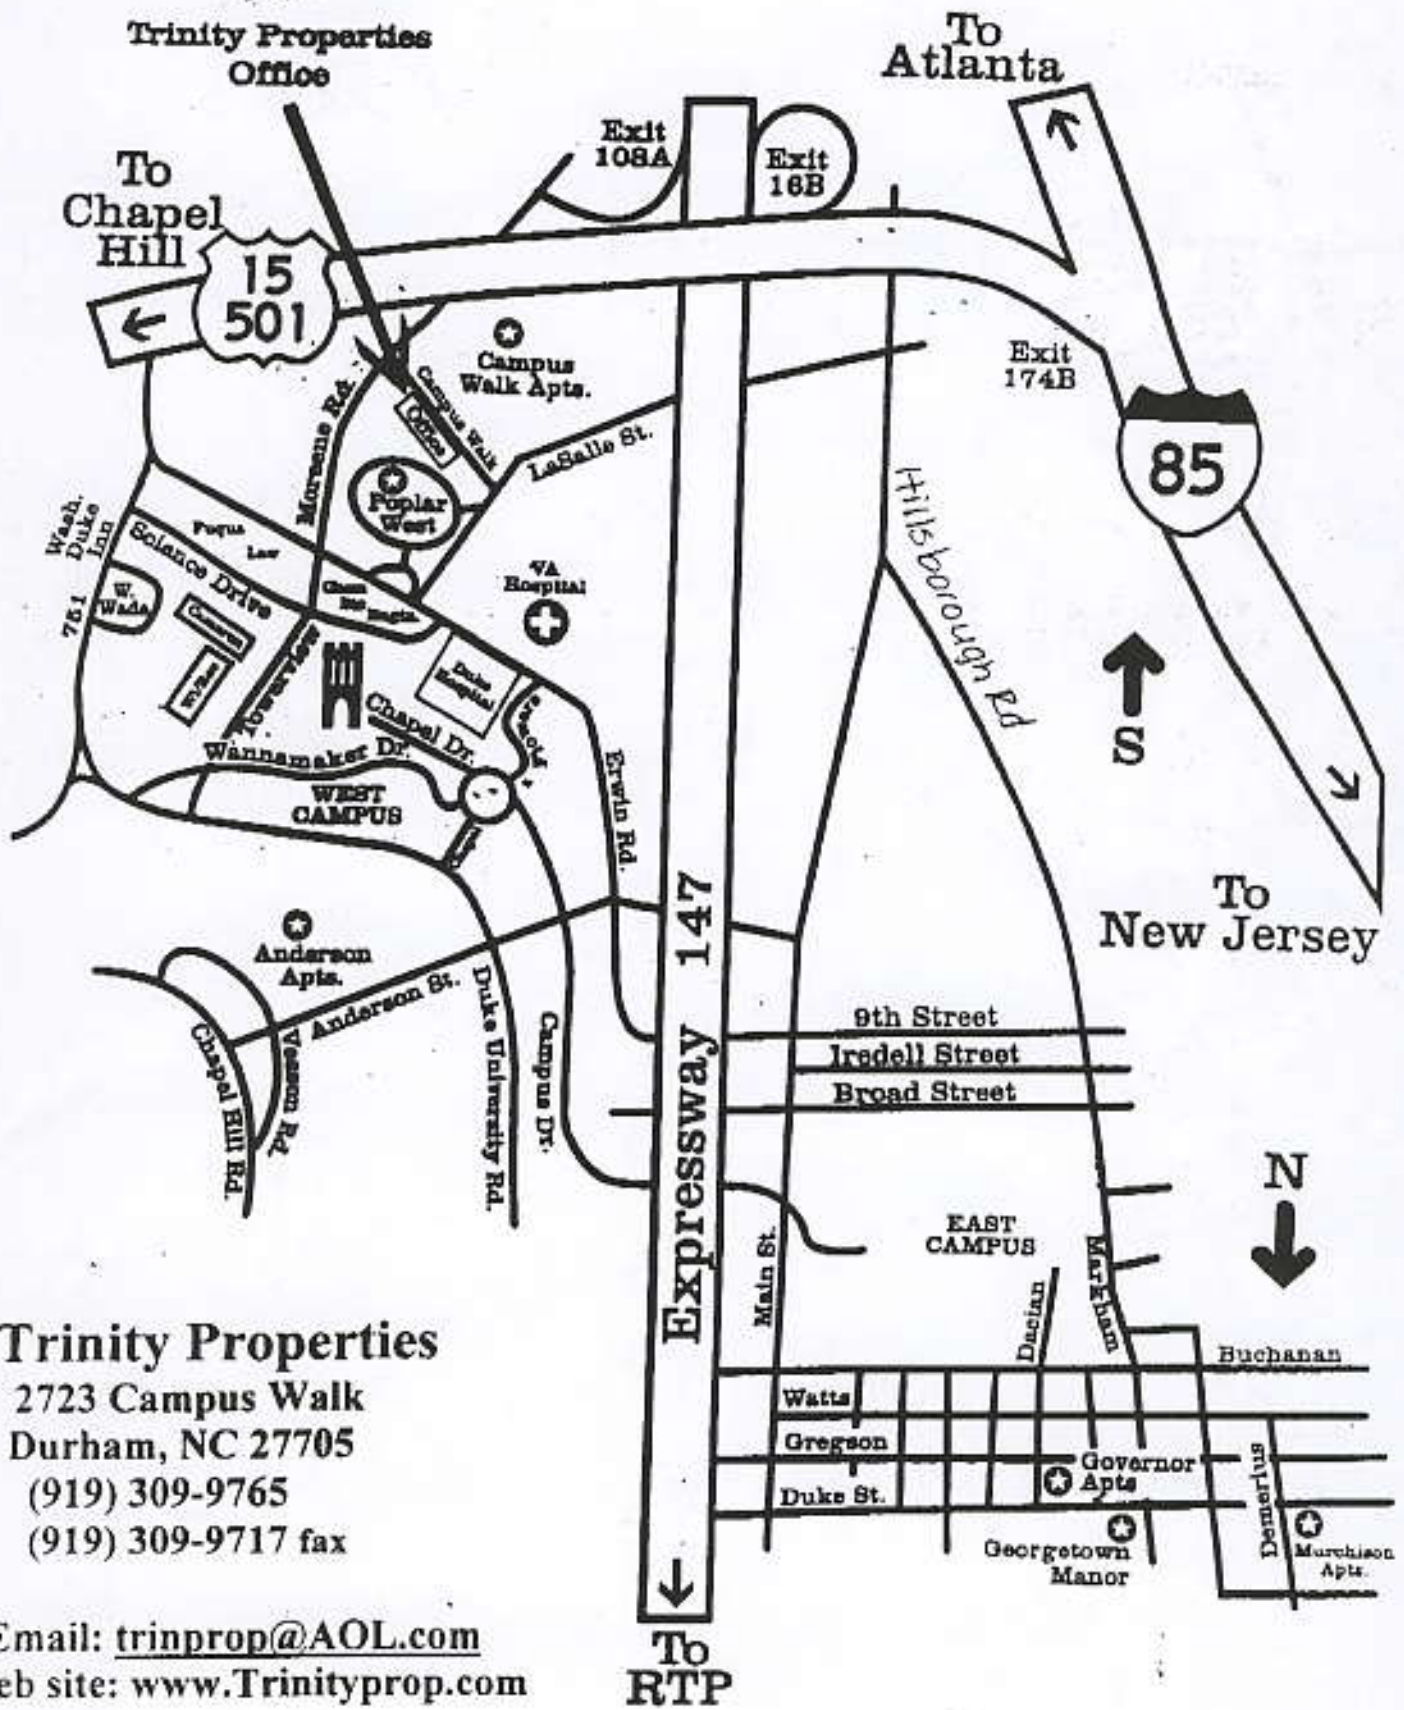 Trinity Properties
Office
To
Atlanta
Exit
108A
Exit
16B
To
Chapel
Hill
15
501
Campus
Walk Apts.
Exit
174B
Campus Walk
Office
Morreene Rd.
LaSalle St.
85
Poplar
West
Hillsborough Rd
Wash.
Duke
Inn
Fuqua
Law
Science Drive
VA
Hospital
W.
Wade
751
Towerview
Duke
Hospital
Chapel Dr.
Wannamaker Dr.
WEST
CAMPUS
Erwin Rd.
S
To
New Jersey
Anderson
Apts.
Anderson St.
Chapel Hill Rd.
Vesson Rd.
Duke University Rd.
Campus Dr.
Expressway 147
9th Street
Iredell Street
Broad Street
N
EAST
CAMPUS
Main St.
Dacian
Markham
Buchanan
Watts
Gregson
Duke St.
Governor
Apts
Georgetown
Manor
Demerius
Murchison
Apts.
Trinity Properties
2723 Campus Walk
Durham, NC 27705
(919) 309-9765
(919) 309-9717 fax
Email: trinprop@AOL.com
eb site: www.Trinityprop.com
To
RTP